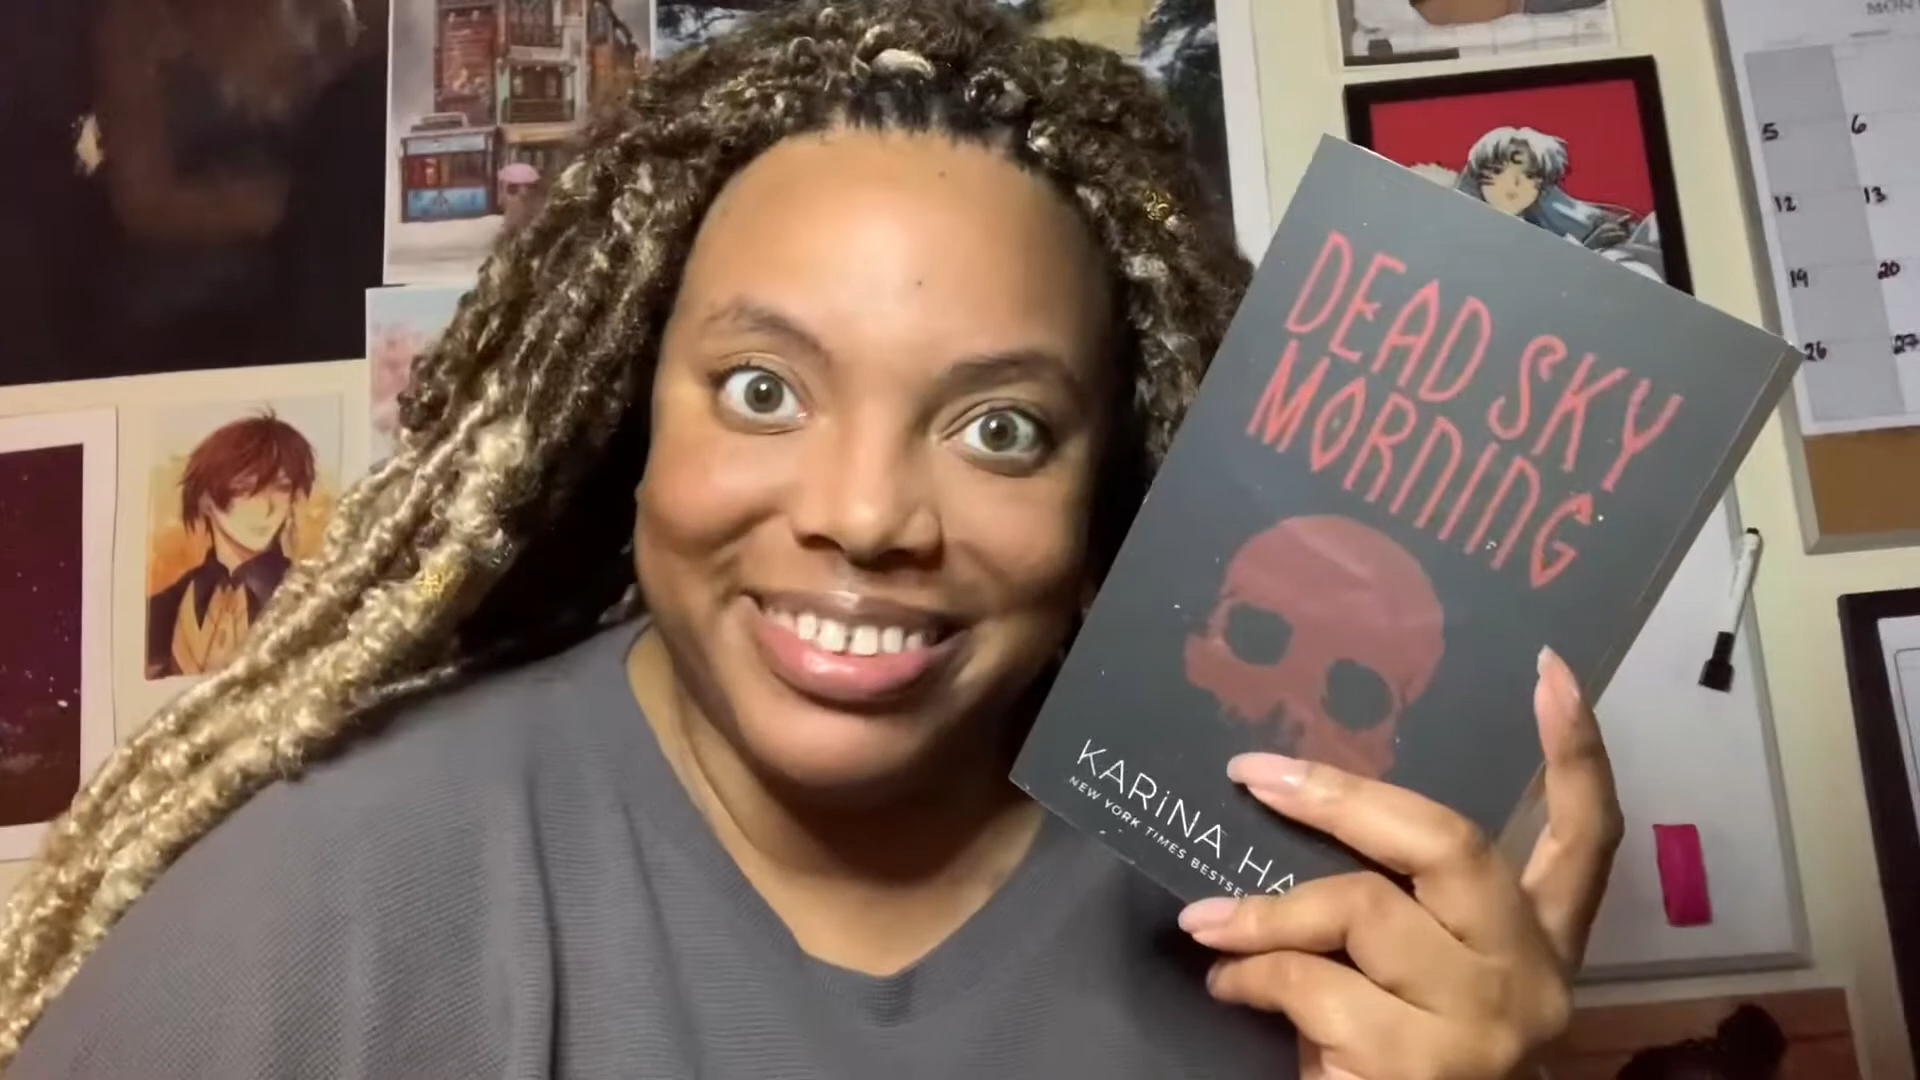 DEAD SKY
MORNING
KARINA HA
NEW YORK TIMES BESTSE
5 6
12 13
19 20
26 27